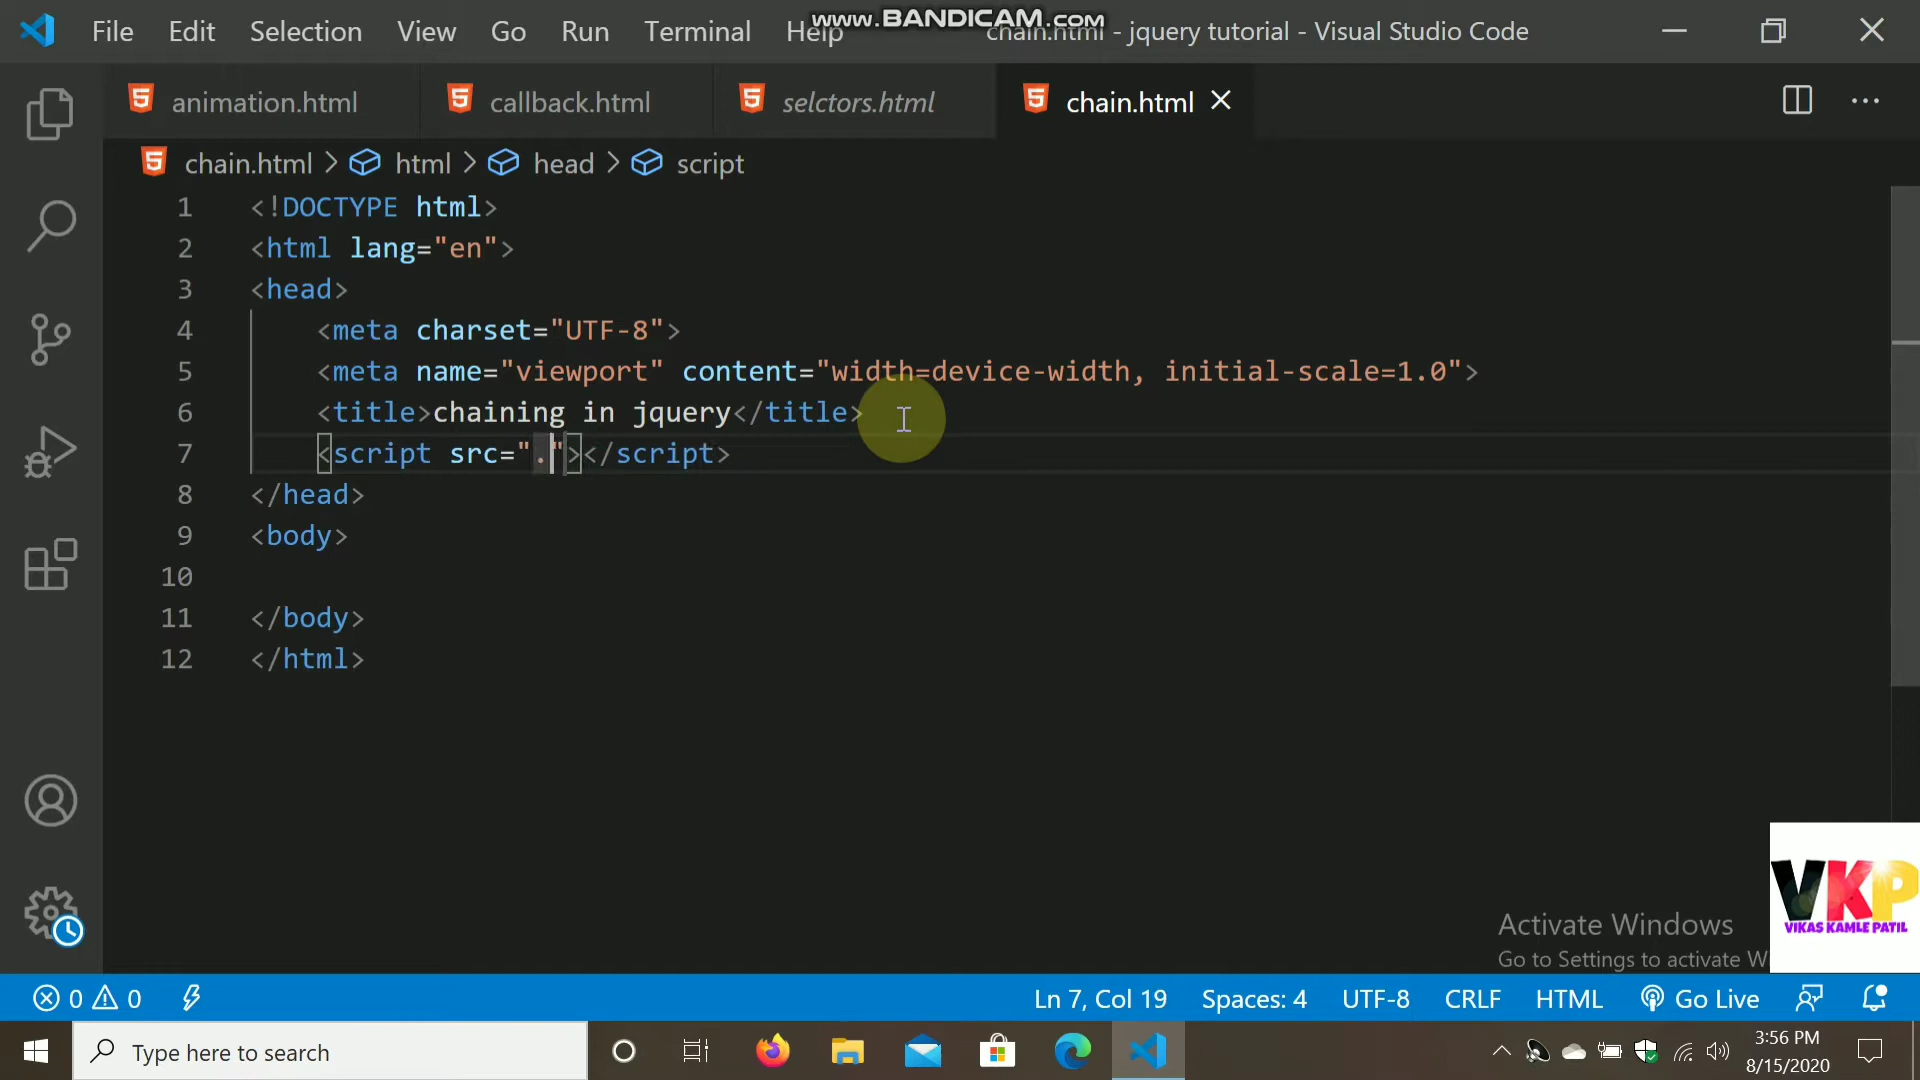 www.BANDICAM.com
File Edit Selection View Go Run Terminal Help chain.html - jquery tutorial - Visual Studio Code
animation.html callback.html selctors.html chain.html
chain.html > html > head > script
1 <!DOCTYPE html>
2 <html lang="en">
3 <head>
4 <meta charset="UTF-8">
5 <meta name="viewport" content="width=device-width, initial-scale=1.0">
6 <title>chaining in jquery</title>
7 <script src="."></script>
8 </head>
9 <body>
10
11 </body>
12 </html>
VKP
VIKAS KAMLE PATIL
Activate Windows
Go to Settings to activate W
0 0 Ln 7, Col 19 Spaces: 4 UTF-8 CRLF HTML Go Live
Type here to search
3:56 PM
8/15/2020